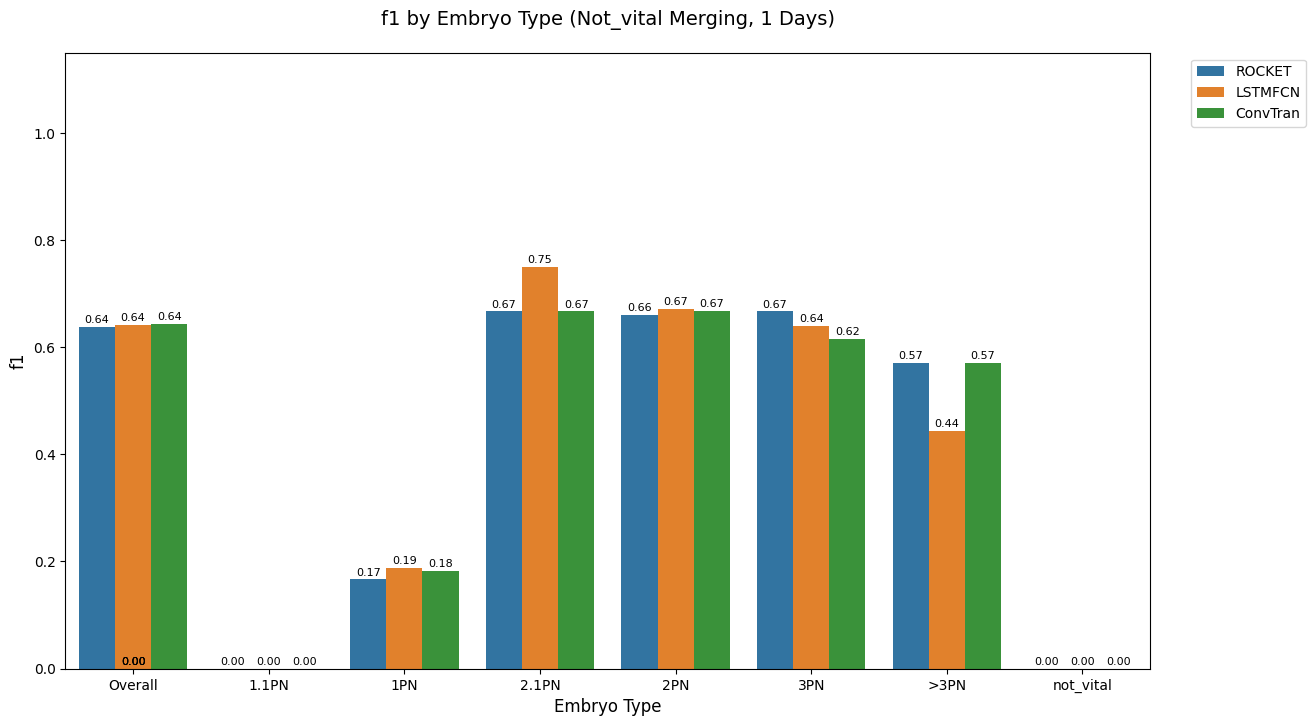 f1 by Embryo Type (Not_vital Merging, 1 Days)
ROCKET
LSTMFCN
ConvTran
f1
1.0
0.8
0.6
0.4
0.2
0.0
0.64 0.64 0.64
0.00
0.00 0.00 0.00
0.17 0.19 0.18
0.67 0.75 0.67
0.66 0.67 0.67
0.67 0.64 0.62
0.57 0.44 0.57
0.00 0.00 0.00
Overall 1.1PN 1PN 2.1PN 2PN 3PN >3PN not_vital
Embryo Type